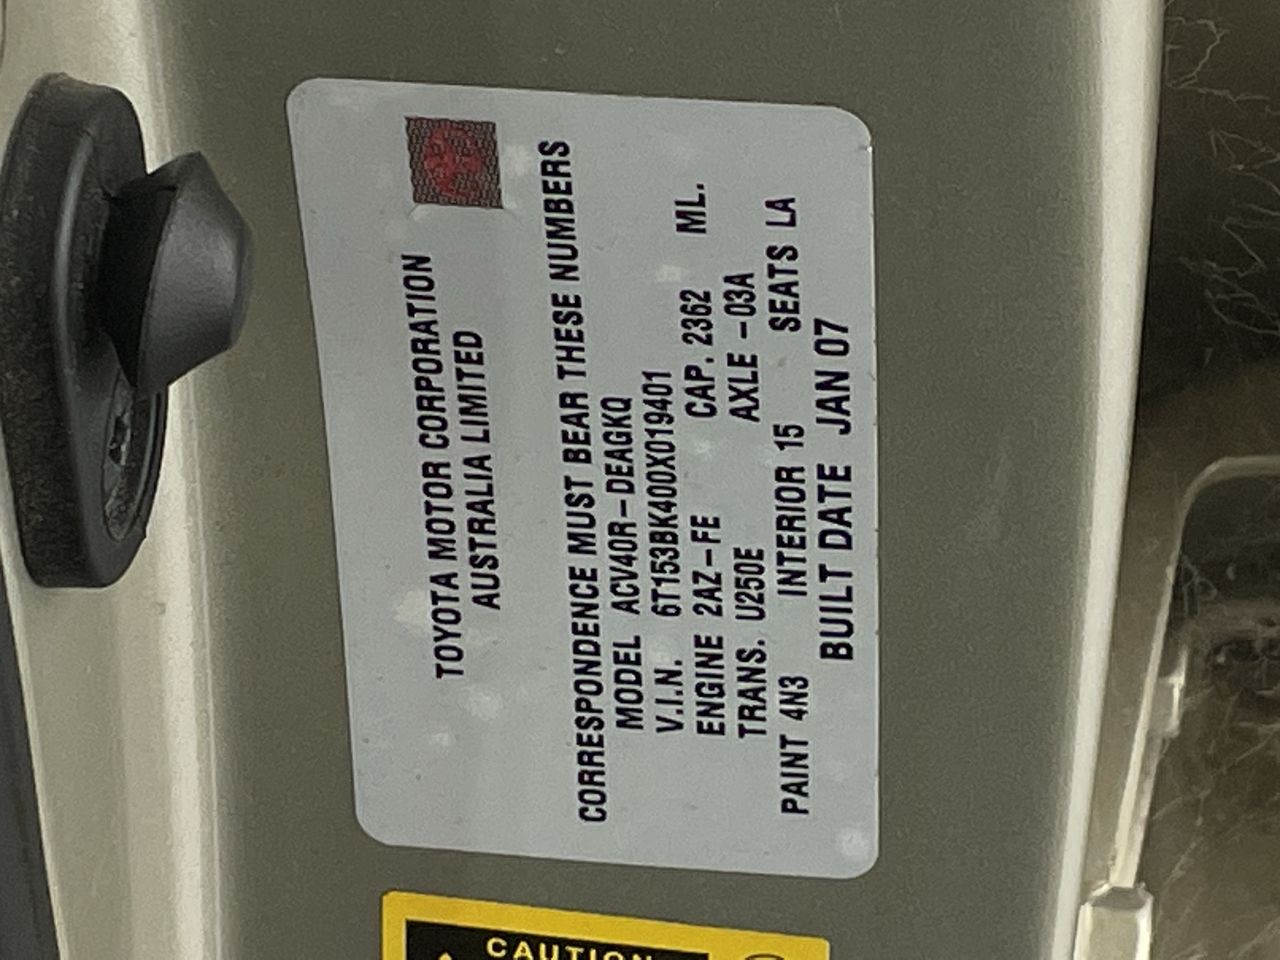 TOYOTA MOTOR CORPORATION
AUSTRALIA LIMITED
CORRESPONDENCE MUST BEAR THESE NUMBERS
MODEL ACV40R-DEAGKQ
V.I.N. 6T153BK400X019401
ENGINE 2AZ-FE CAP. 2362 ML.
TRANS. U250E AXLE -03A
PAINT 4N3 INTERIOR 15 SEATS LA
BUILT DATE JAN 07
CAUTION